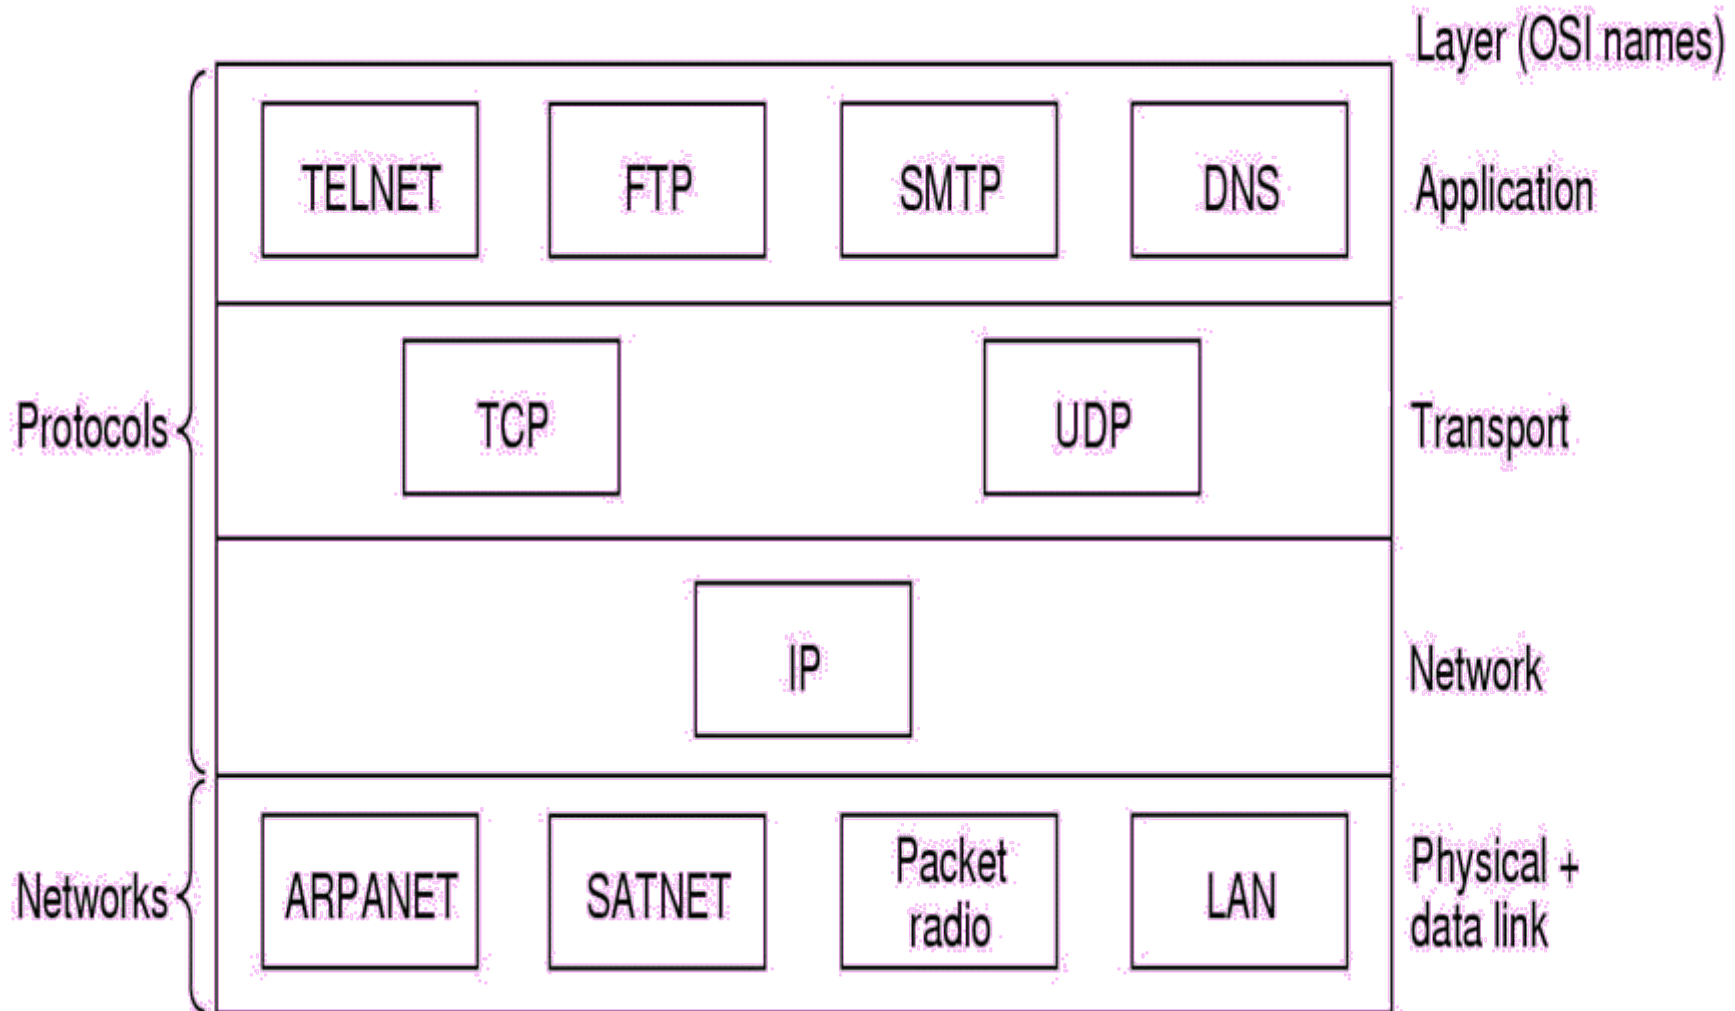 Layer (OSI names)
TELNET FTP SMTP DNS Application
Protocols TCP UDP Transport
IP Network
Networks ARPANET SATNET Packet radio LAN Physical +
data link